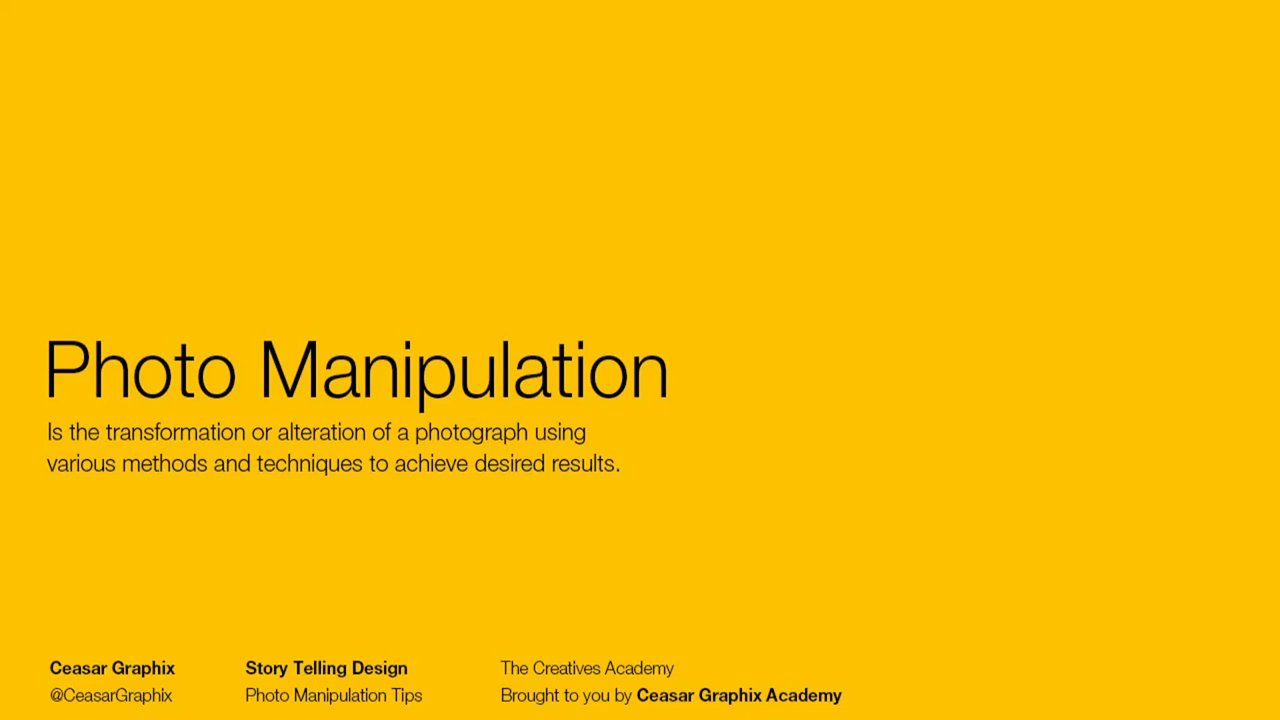 Photo Manipulation
Is the transformation or alteration of a photograph using
various methods and techniques to achieve desired results.
Ceasar Graphix
@CeasarGraphix
Story Telling Design
Photo Manipulation Tips
The Creatives Academy
Brought to you by Ceasar Graphix Academy